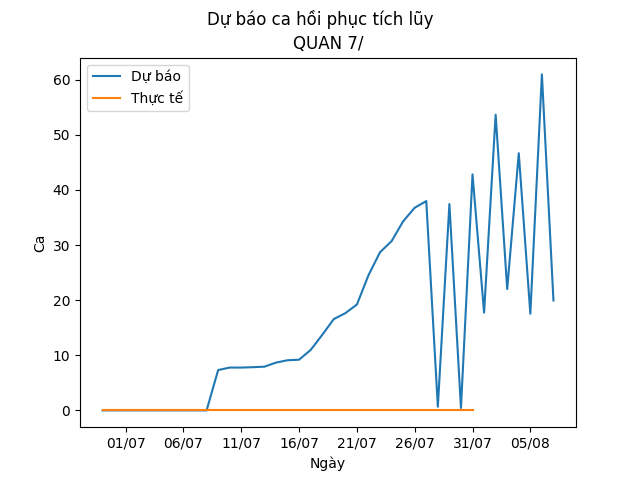 Dự báo ca hồi phục tích lũy
QUAN 7/
Dự báo
Thực tế
60
50
40
30
20
10
0
Ca
01/07 06/07 11/07 16/07 21/07 26/07 31/07 05/08
Ngày